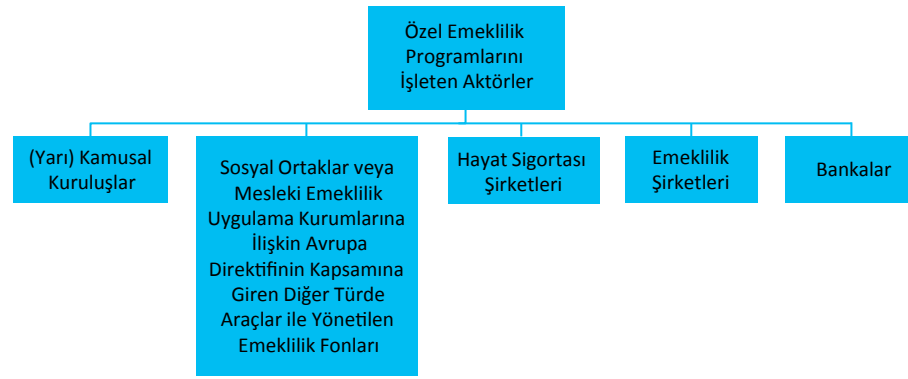 Özel Emeklilik
Programlarını
İşleten Aktörler
(Yarı) Kamusal
Kuruluşlar
Sosyal Ortaklar veya
Mesleki Emeklilik
Uygulama Kurumlarına
İlişkin Avrupa
Direktifinin Kapsamına
Giren Diğer Türde
Araçlar ile Yönetilen
Emeklilik Fonları
Hayat Sigortası
Şirketleri
Emeklilik
Şirketleri
Bankalar